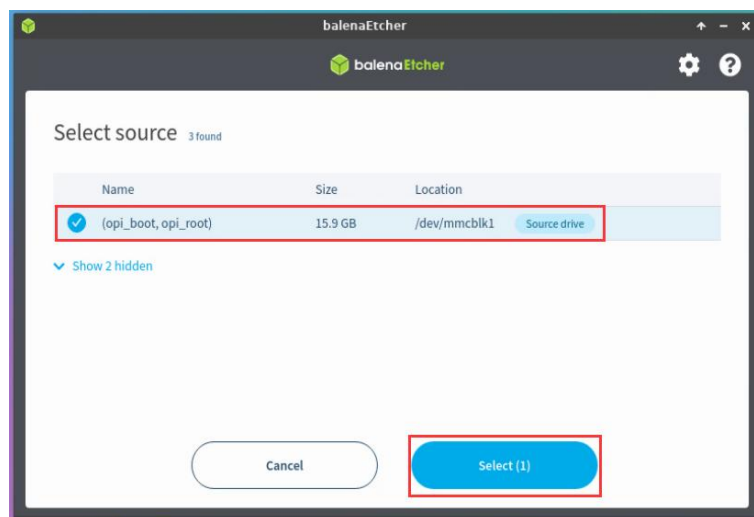 balenaEtcher
balenaEtcher
Select source 3 found
Name Size Location
(opi_boot, opi_root) 15.9 GB /dev/mmcblk1 Source drive
Show 2 hidden
Cancel Select (1)